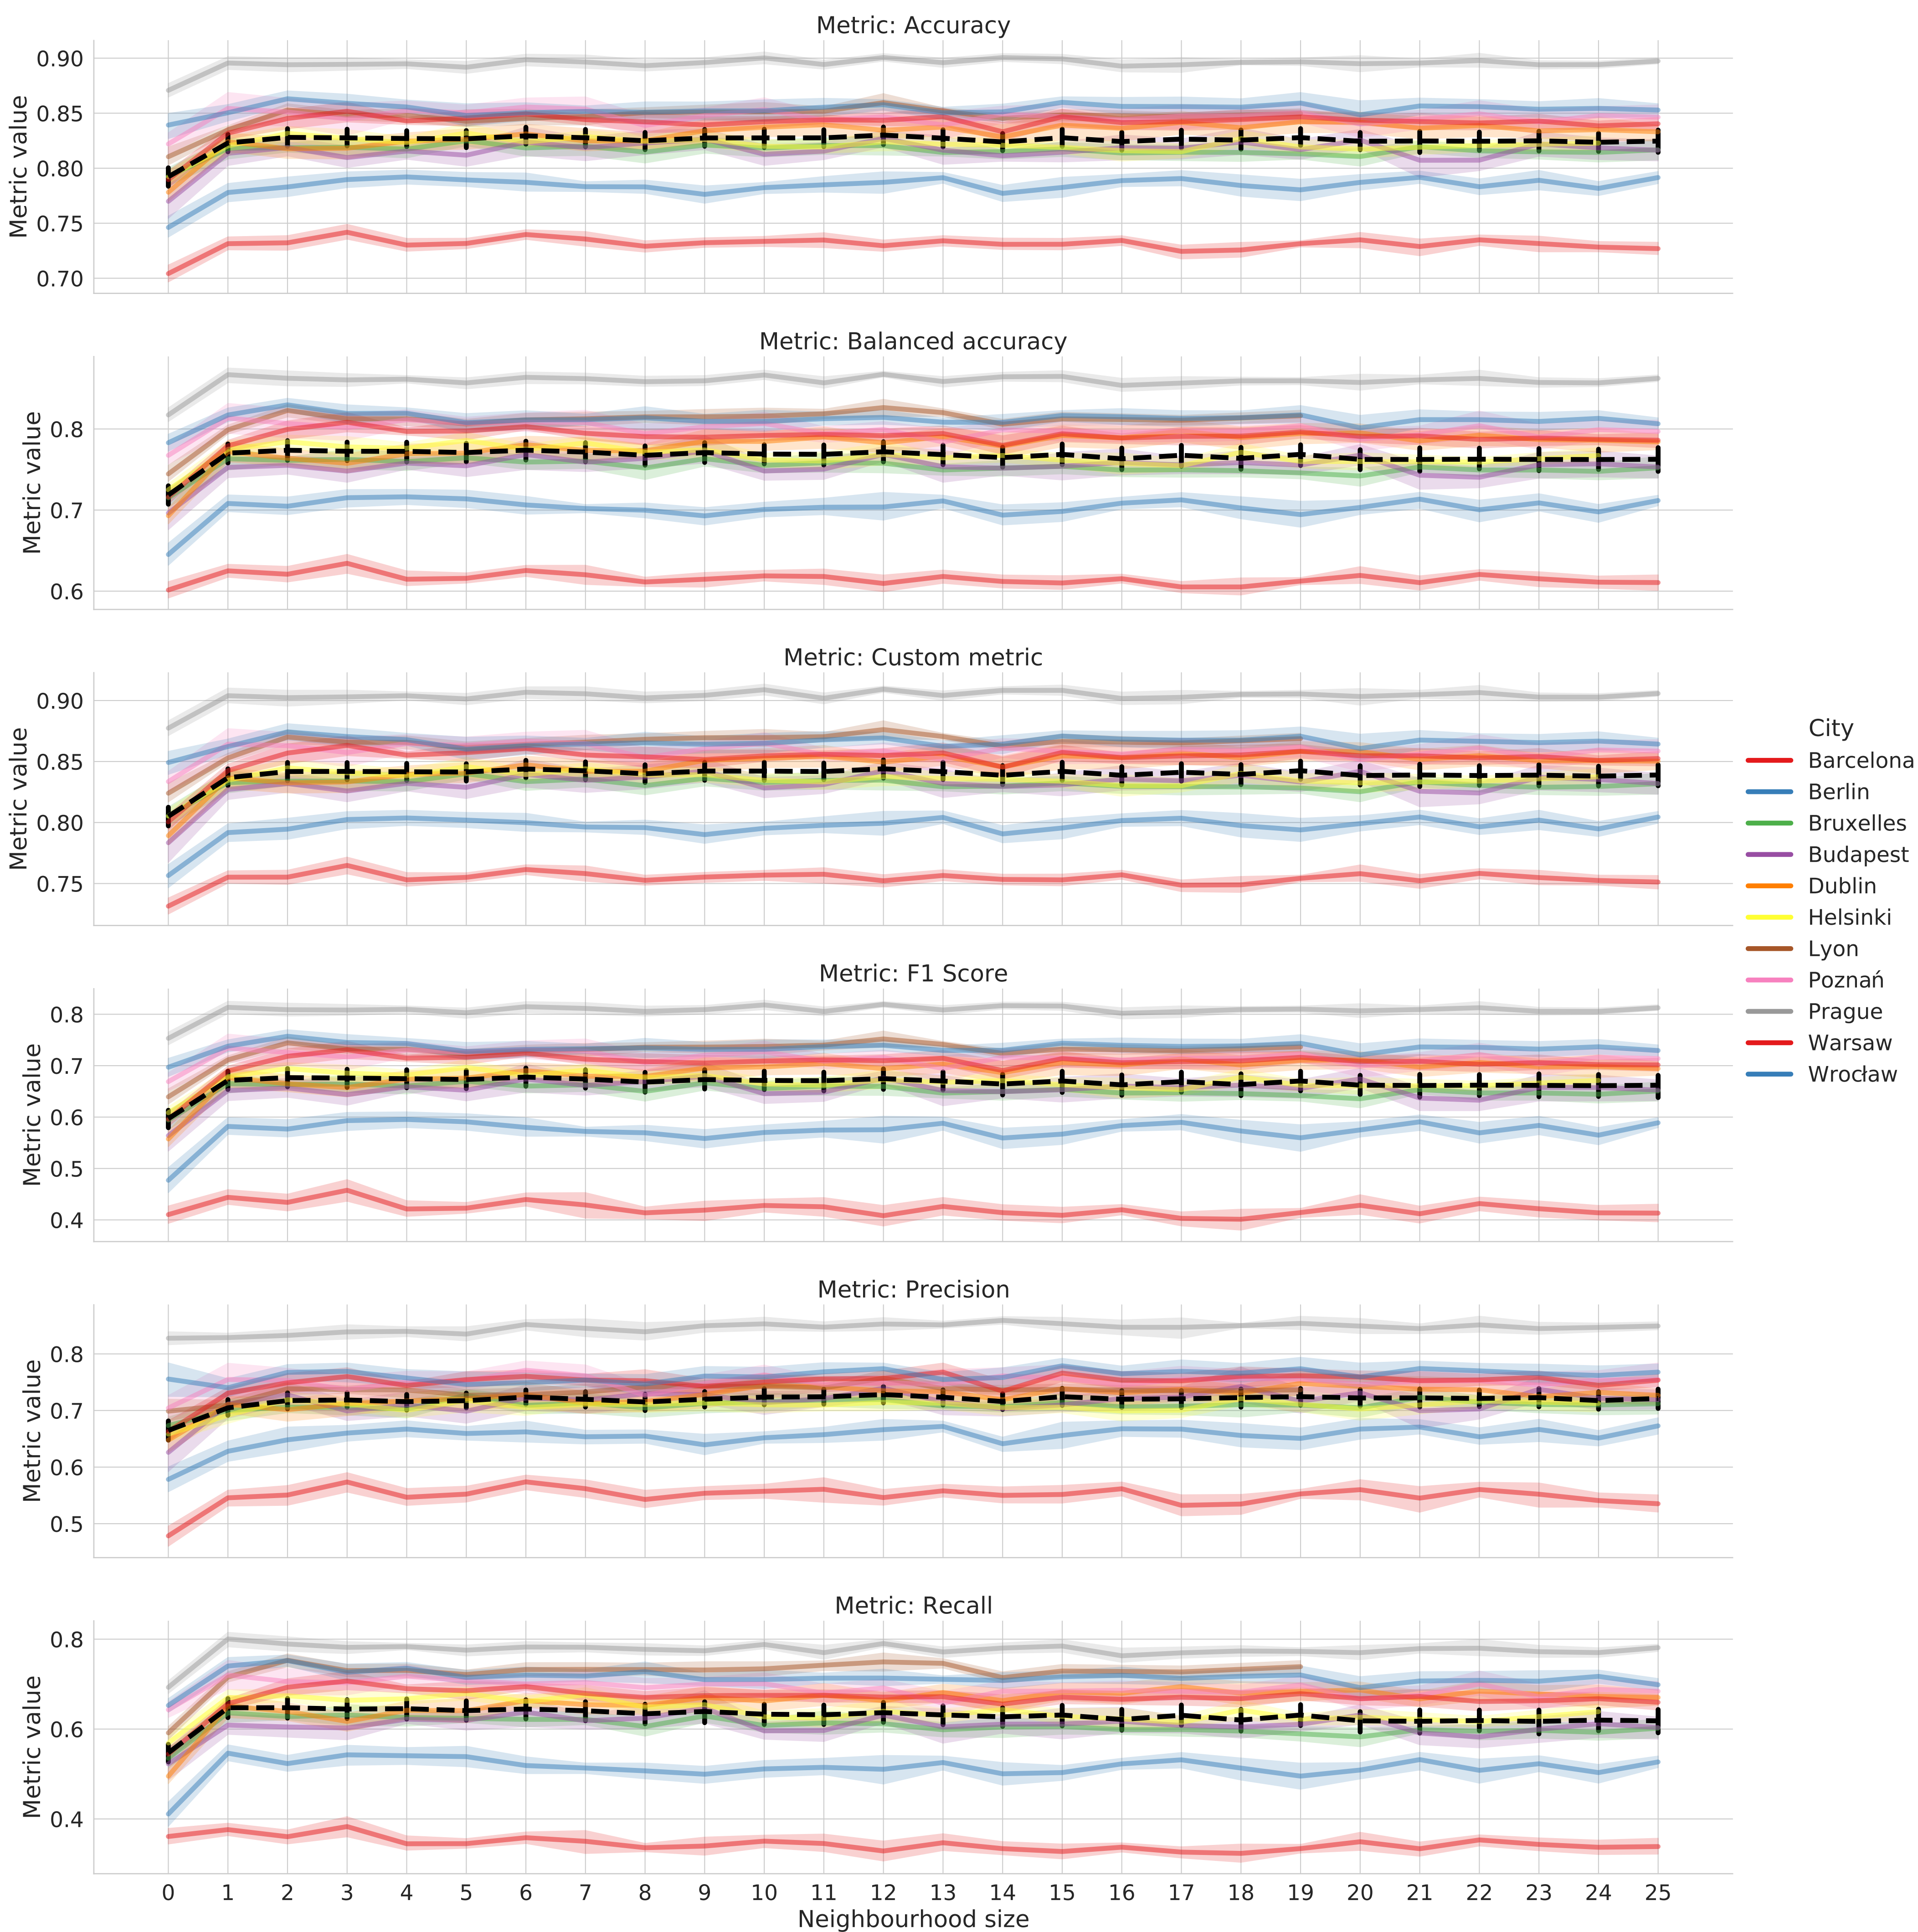 Metric: Accuracy
Metric value
0.90
0.85
0.80
0.75
0.70
Metric: Balanced accuracy
Metric value
0.8
0.7
0.6
Metric: Custom metric
Metric value
0.90
0.85
0.80
0.75
Metric: F1 Score
Metric value
0.8
0.7
0.6
0.5
0.4
Metric: Precision
Metric value
0.8
0.7
0.6
0.5
Metric: Recall
Metric value
0.8
0.6
0.4
0 1 2 3 4 5 6 7 8 9 10 11 12 13 14 15 16 17 18 19 20 21 22 23 24 25
Neighbourhood size
City
Barcelona
Berlin
Bruxelles
Budapest
Dublin
Helsinki
Lyon
Poznań
Prague
Warsaw
Wrocław